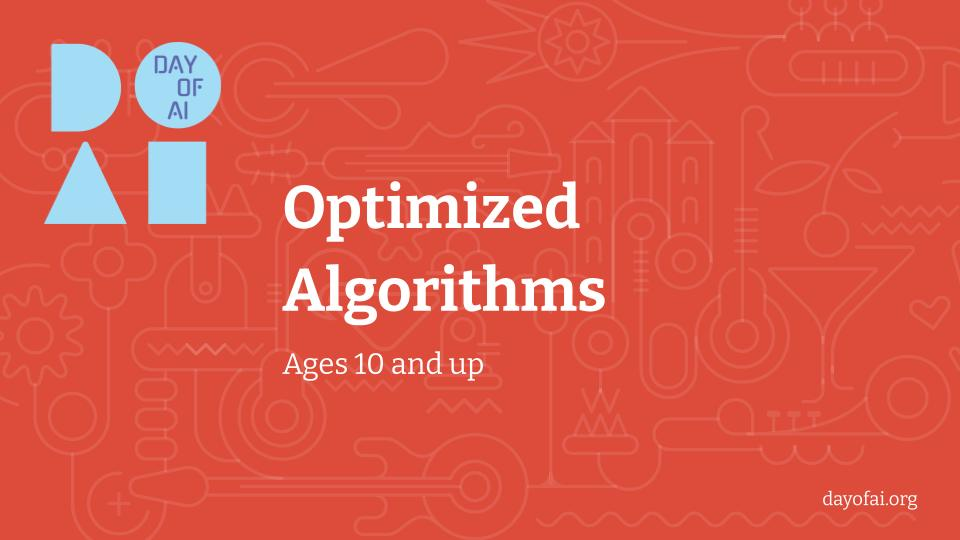 DAY
OF
AI
Optimized
Algorithms
Ages 10 and up
dayofai.org